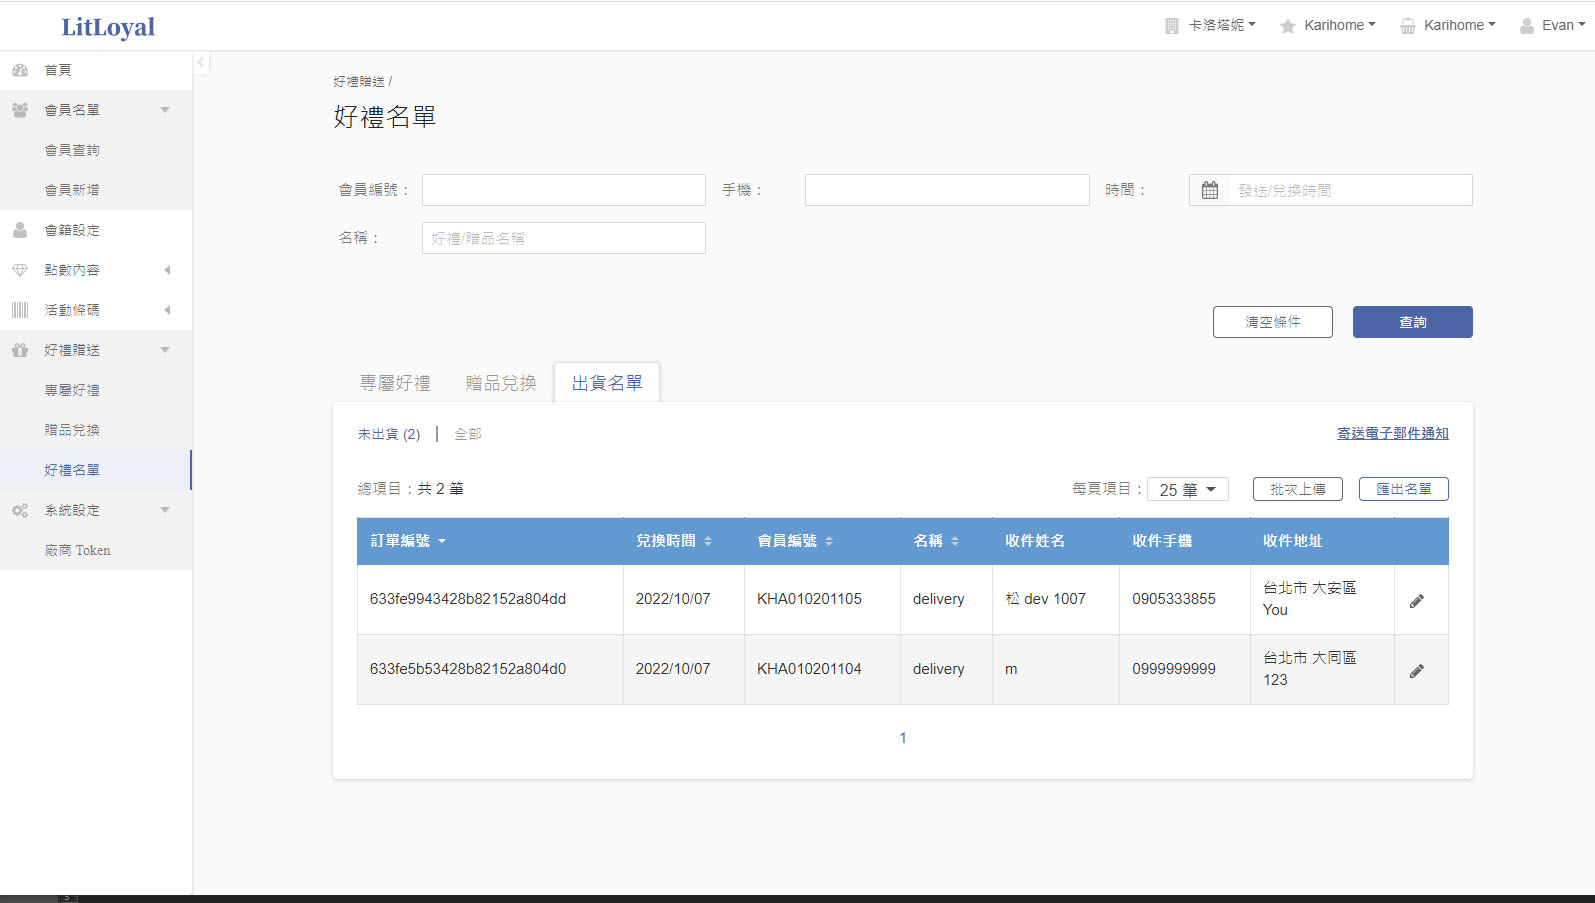 LitLoyal
卡洛塔妮
Karihome
Karihome
Evan
首頁
會員名單
會員查詢
會員新增
會籍設定
點數內容
活動條碼
好禮贈送
專屬好禮
贈品兌換
好禮名單
系統設定
廠商 Token
好禮贈送 /
好禮名單
會員編號：
手機：
時間：
發送/兌換時間
名稱：
好禮/贈品名稱
清空條件
查詢
專屬好禮
贈品兌換
出貨名單
未出貨 (2)
全部
寄送電子郵件通知
總項目：共 2 筆
每頁項目：
25 筆
批次上傳
匯出名單
訂單編號 兌換時間 會員編號 名稱 收件姓名 收件手機 收件地址
633fe9943428b82152a804dd 2022/10/07 KHA010201105 delivery 松 dev 1007 0905333855 台北市 大安區
You
633fe5b53428b82152a804d0 2022/10/07 KHA010201104 delivery m 0999999999 台北市 大同區
123
1